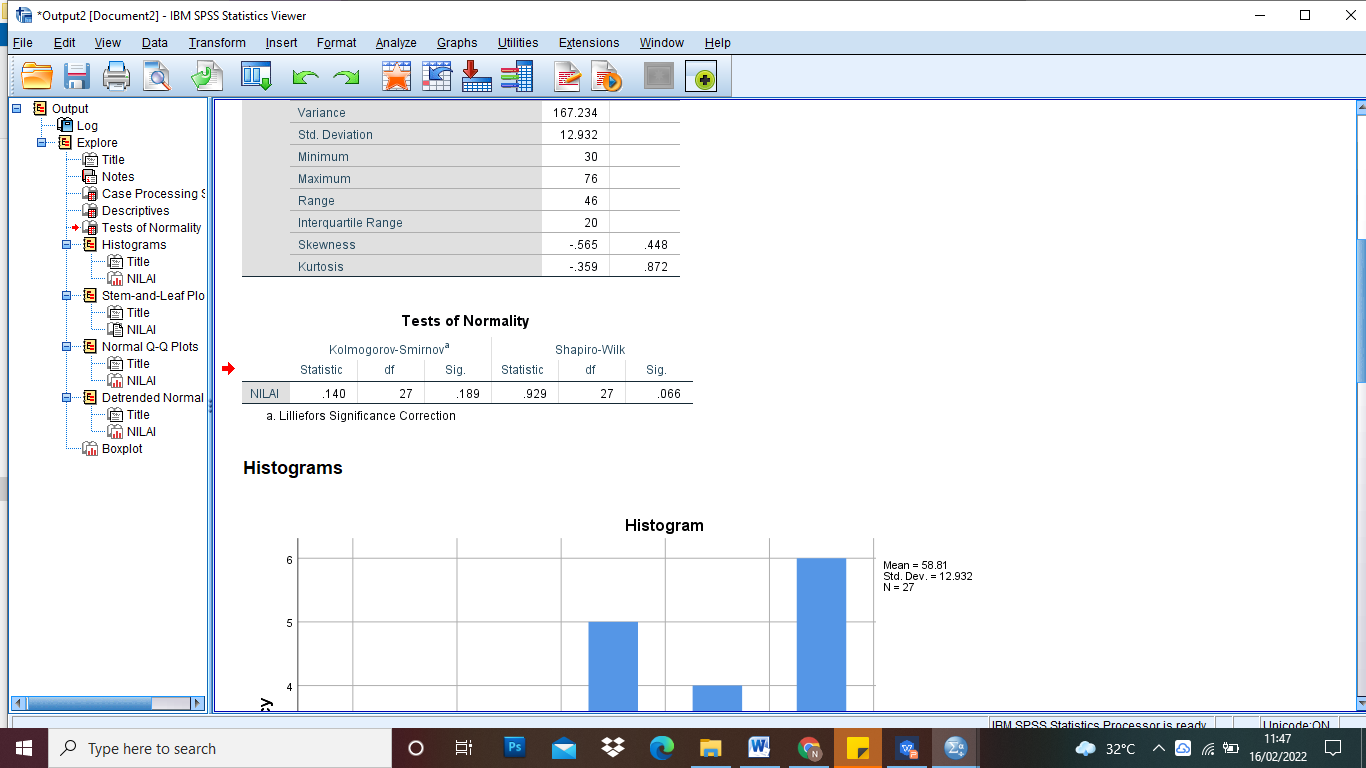 *Output2 [Document2] - IBM SPSS Statistics Viewer
File Edit View Data Transform Insert Format Analyze Graphs Utilities Extensions Window Help
Output
Log
Explore
Title
Notes
Case Processing S
Descriptives
Tests of Normality
Histograms
Title
NILAI
Stem-and-Leaf Plo
Title
NILAI
Normal Q-Q Plots
Title
NILAI
Detrended Normal
Title
NILAI
Boxplot
Variance 167.234
Std. Deviation 12.932
Minimum 30
Maximum 76
Range 46
Interquartile Range 20
Skewness -.565 .448
Kurtosis -.359 .872
Tests of Normality
Kolmogorov-Smirnovª Shapiro-Wilk
Statistic df Sig. Statistic df Sig.
NILAI .140 27 .189 .929 27 .066
a. Lilliefors Significance Correction
Histograms
Histogram
6
5
4
Mean = 58.81
Std. Dev. = 12.932
N = 27
IBM SPSS Statistics Processor is ready Unicode:ON
Type here to search
Ps
W
N
32°C
11:47
16/02/2022